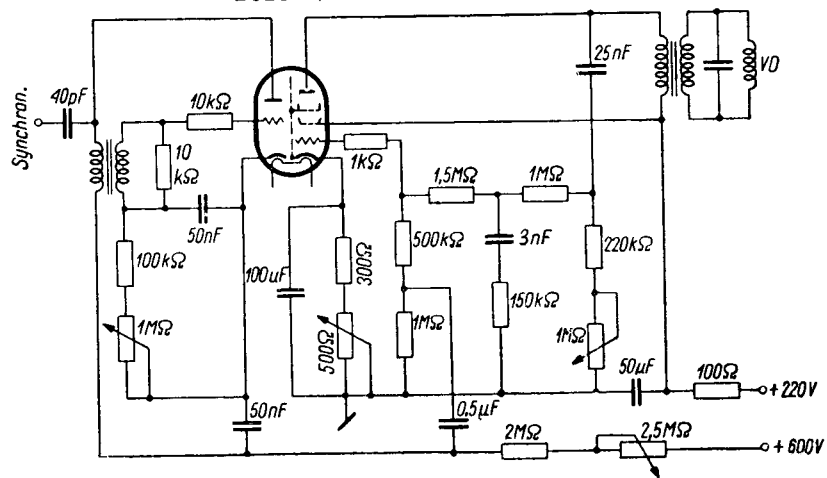 25nF
VD
40pF
Synchron.
10kΩ
10
kΩ
1kΩ
1,5MΩ
1MΩ
50nF
500kΩ
3nF
220kΩ
100kΩ
100µF
300Ω
150kΩ
1MΩ
500Ω
1MΩ
1MΩ
50µF
100Ω
+220V
50nF
0,5µF
2MΩ
2,5MΩ
+600V